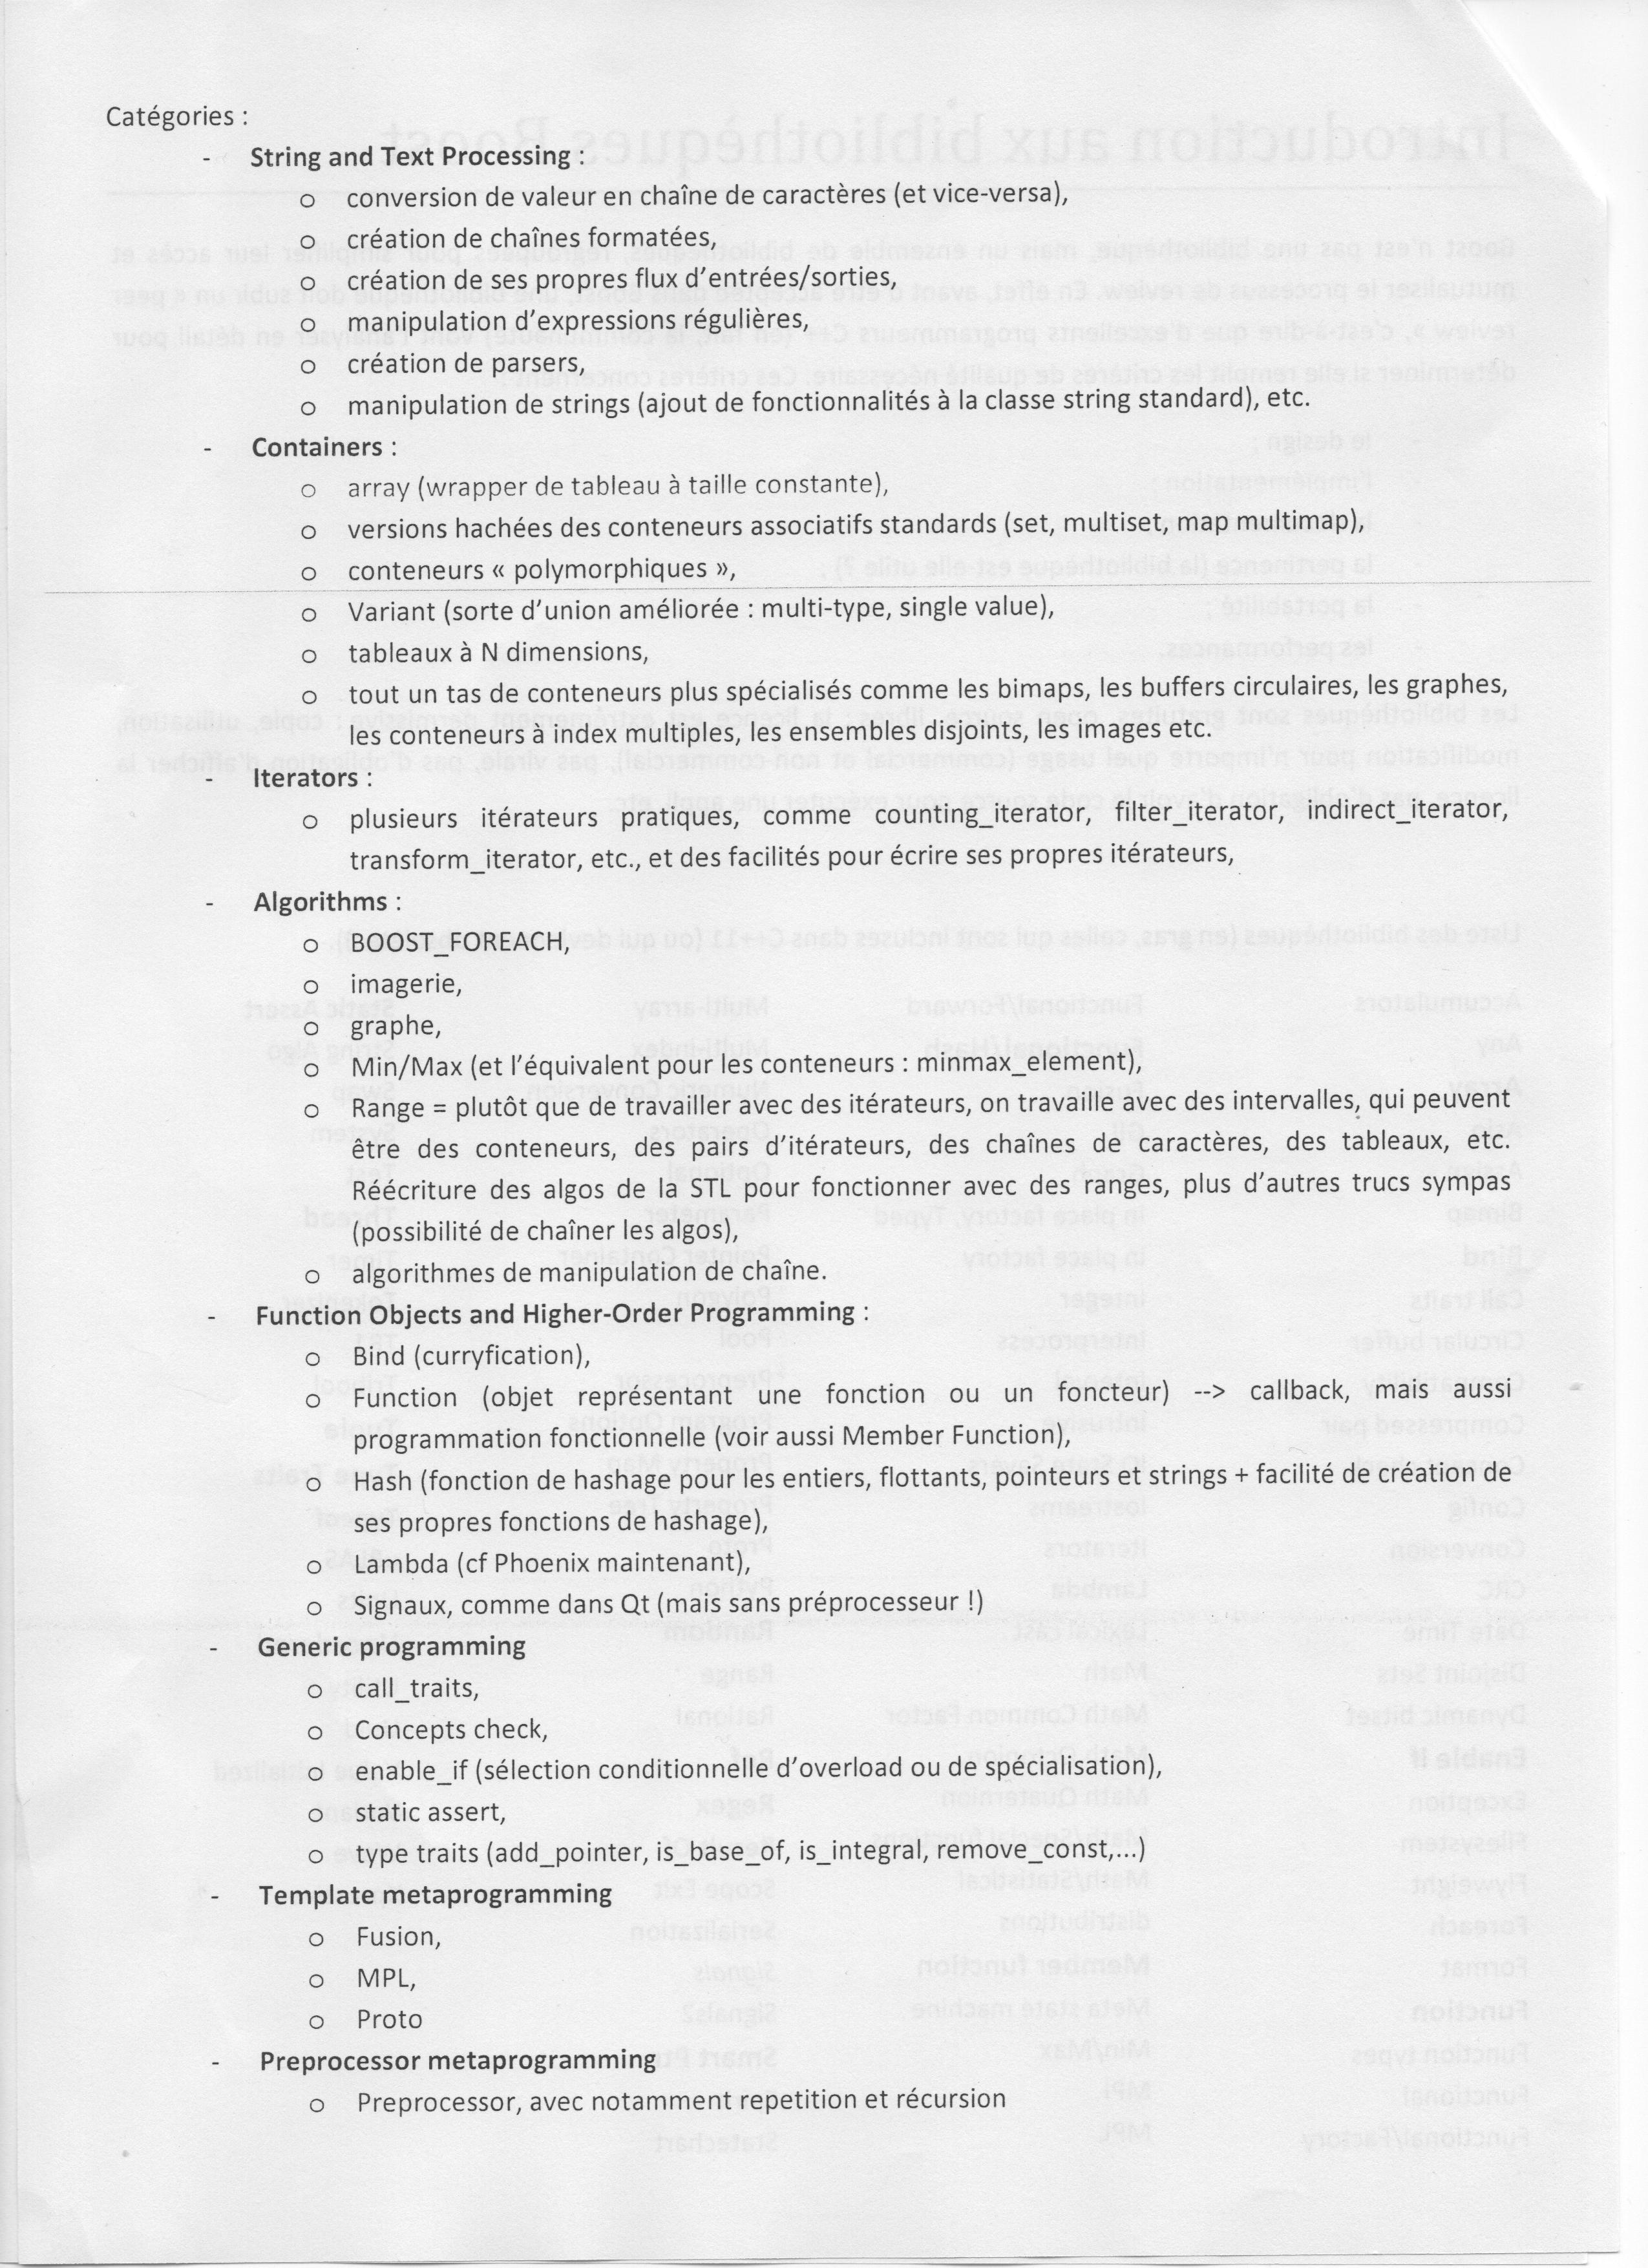 Catégories :
- String and Text Processing :
o conversion de valeur en chaîne de caractères (et vice-versa),
o création de chaînes formatées,
o création de ses propres flux d'entrées/sorties,
o manipulation d'expressions régulières,
o création de parsers,
o manipulation de strings (ajout de fonctionnalités à la classe string standard), etc.
- Containers :
o array (wrapper de tableau à taille constante),
o versions hachées des conteneurs associatifs standards (set, multiset, map multimap),
o conteneurs « polymorphiques »,
o Variant (sorte d'union améliorée : multi-type, single value),
o tableaux à N dimensions,
o tout un tas de conteneurs plus spécialisés comme les bimaps, les buffers circulaires, les graphes,
les conteneurs à index multiples, les ensembles disjoints, les images etc.
- Iterators :
o plusieurs itérateurs pratiques, comme counting_iterator, filter_iterator, indirect_iterator,
transform_iterator, etc., et des facilités pour écrire ses propres itérateurs,
- Algorithms :
o BOOST_FOREACH,
o imagerie,
o graphe,
o Min/Max (et l'équivalent pour les conteneurs : minmax_element),
o Range = plutôt que de travailler avec des itérateurs, on travaille avec des intervalles, qui peuvent
être des conteneurs, des pairs d'itérateurs, des chaînes de caractères, des tableaux, etc.
Réécriture des algos de la STL pour fonctionner avec des ranges, plus d'autres trucs sympas
(possibilité de chaîner les algos),
o algorithmes de manipulation de chaîne.
- Function Objects and Higher-Order Programming :
o Bind (curryfication),
o Function (objet représentant une fonction ou un foncteur) --> callback, mais aussi
programmation fonctionnelle (voir aussi Member Function),
o Hash (fonction de hashage pour les entiers, flottants, pointeurs et strings + facilité de création de
ses propres fonctions de hashage),
o Lambda (cf Phoenix maintenant),
o Signaux, comme dans Qt (mais sans préprocesseur !)
- Generic programming
o call_traits,
o Concepts check,
o enable_if (sélection conditionnelle d'overload ou de spécialisation),
o static assert,
o type traits (add_pointer, is_base_of, is_integral, remove_const,...)
- Template metaprogramming
o Fusion,
o MPL,
o Proto
- Preprocessor metaprogramming
o Preprocessor, avec notamment repetition et récursion